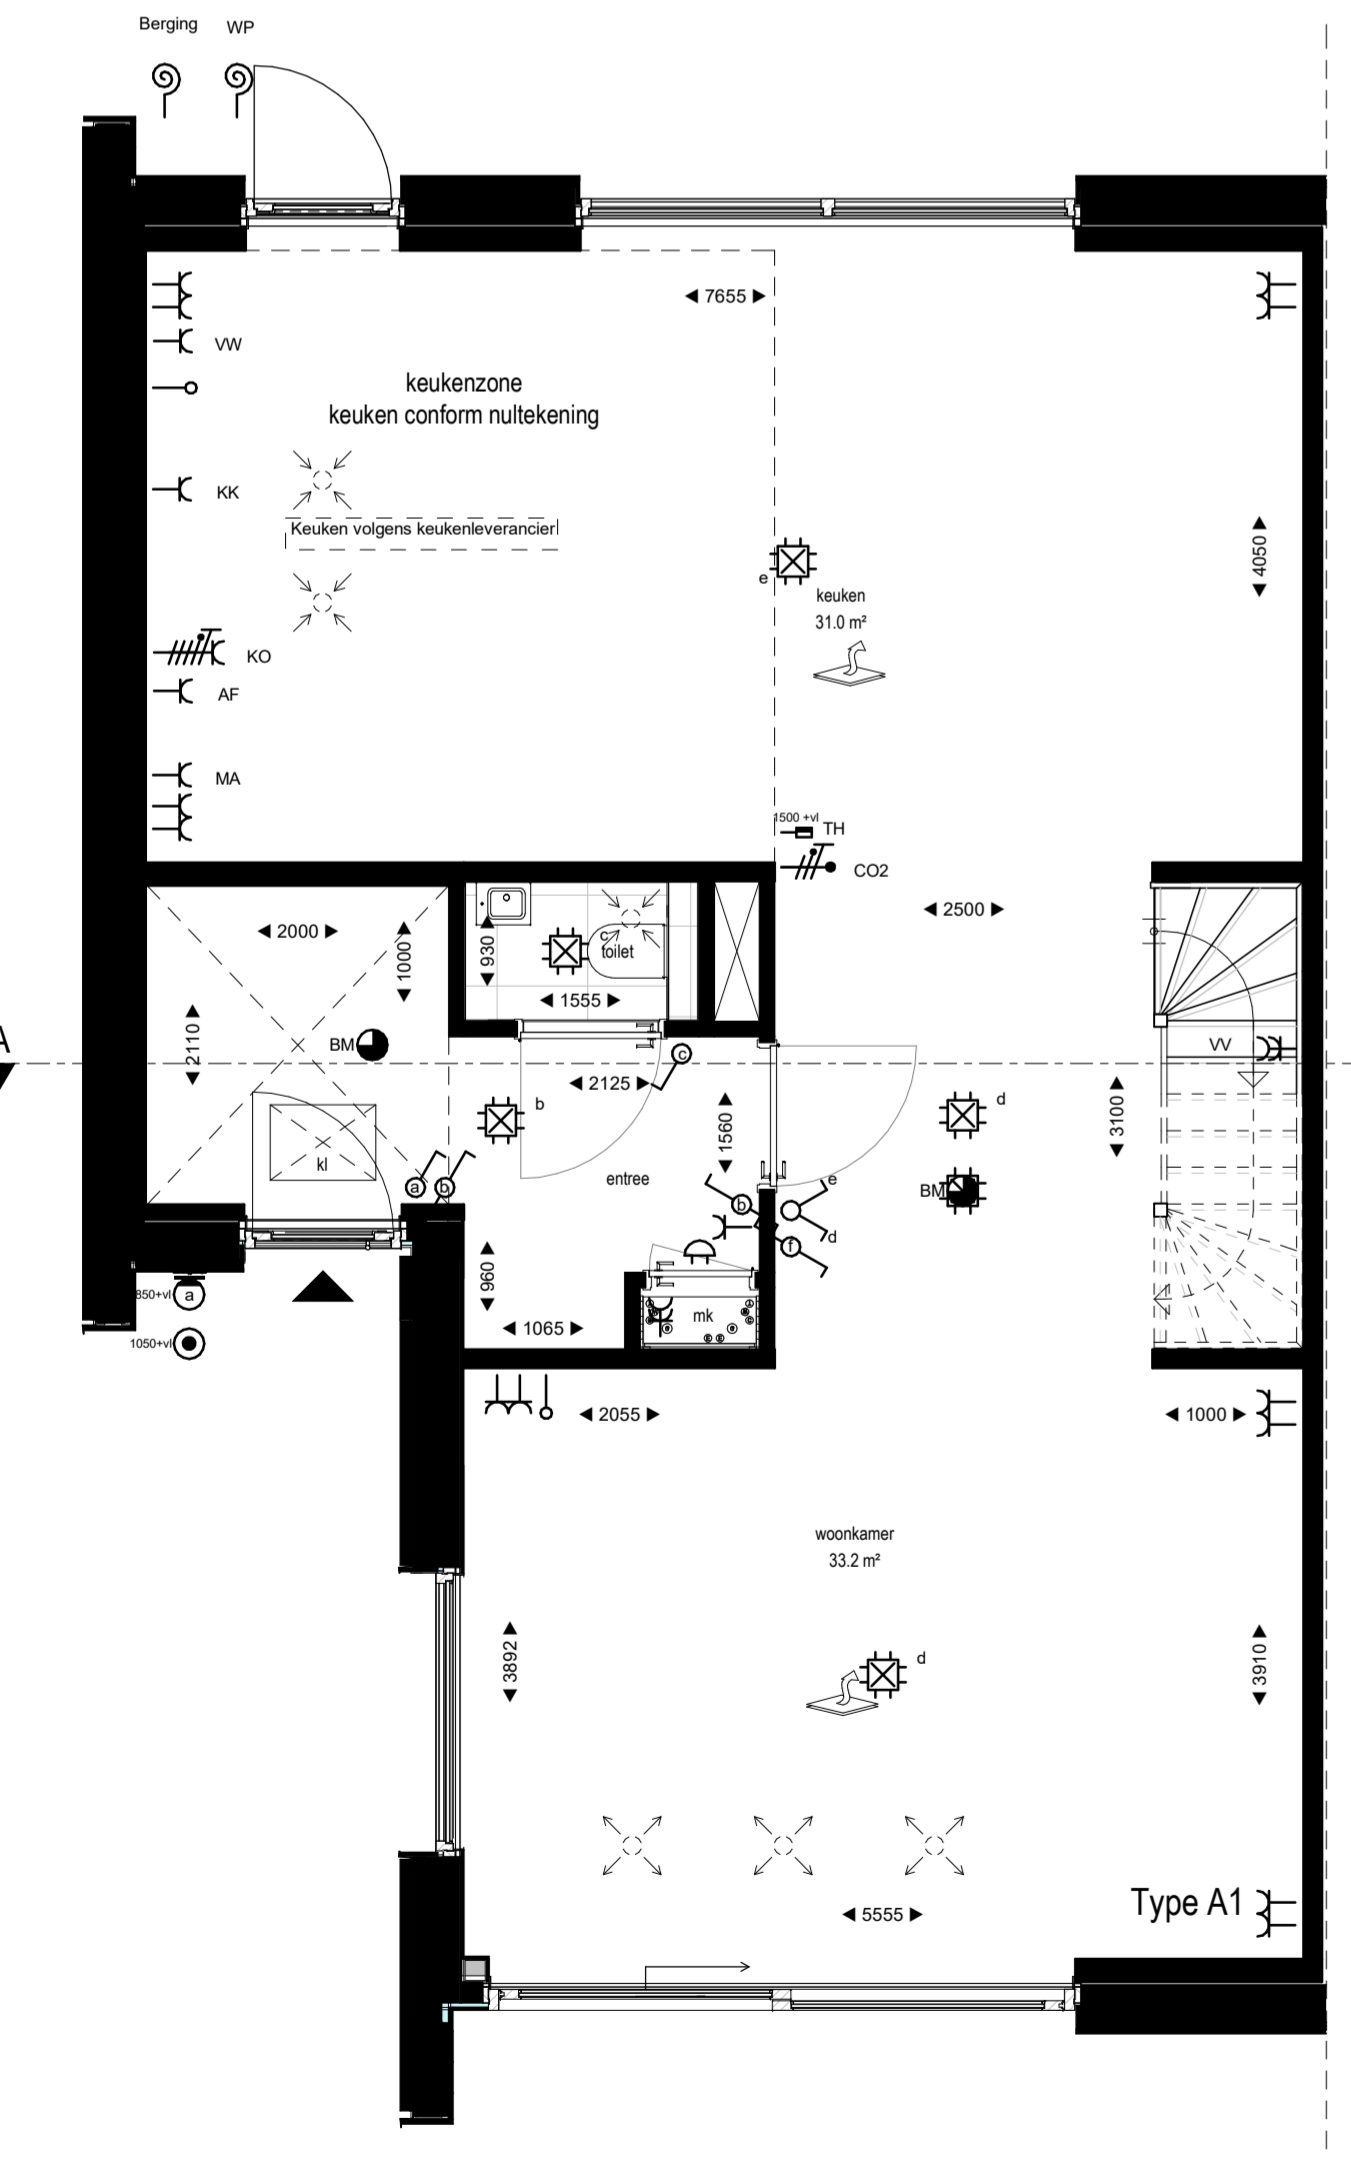 Berging WP
7655
VW
keukenzone
keuken conform nultekening
KK
Keuken volgens keukenleverancier
4050
e
keuken
31.0 m²
KO
AF
MA
1500 +vl
TH
CO2
2000
1000
930
c
toilet
2500
1555
2110
BM
A
c
2125
VV
b
1560
d
3100
kl
entree
a
b
b
e
BM
d
f
850+vl
a
960
mk
1050+vl
1065
2055
1000
woonkamer
33.2 m²
3892
d
3910
Type A1
5555